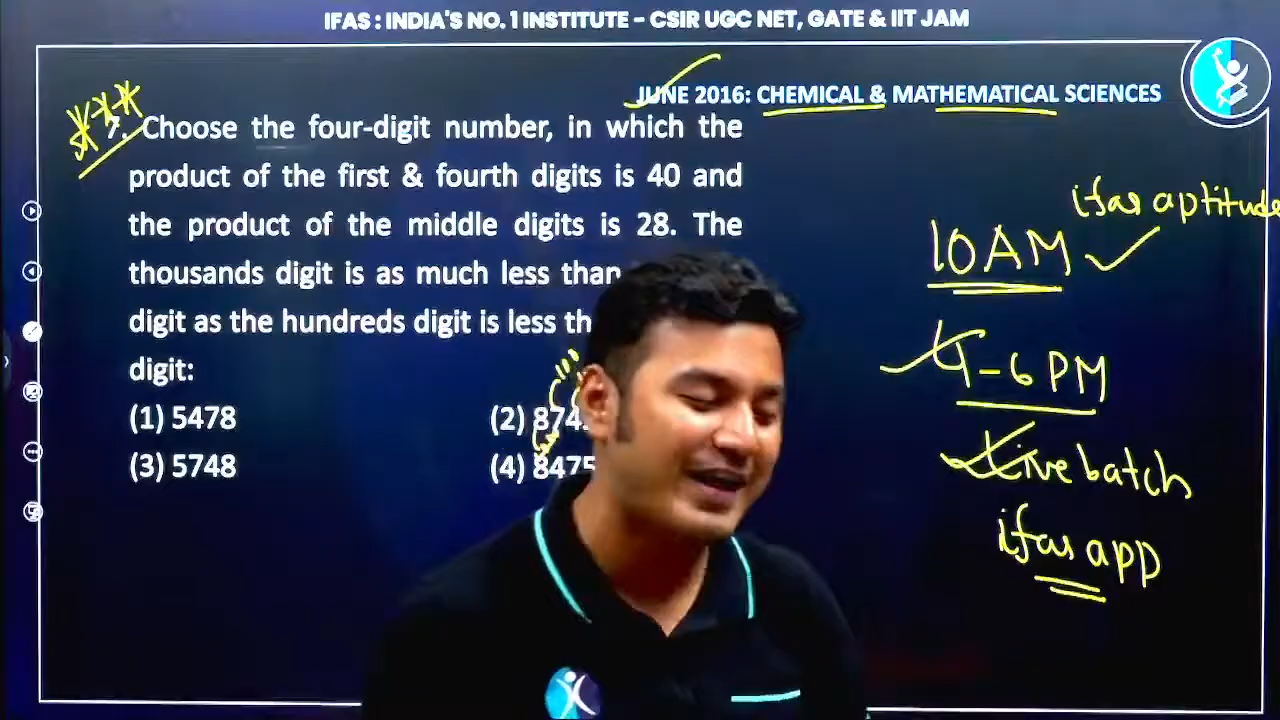 IFAS : INDIA'S NO. 1 INSTITUTE - CSIR UGC NET, GATE & IIT JAM
JUNE 2016: CHEMICAL & MATHEMATICAL SCIENCES
7. Choose the four-digit number, in which the
product of the first & fourth digits is 40 and
the product of the middle digits is 28. The
thousands digit is as much less than
digit as the hundreds digit is less th
digit:
(1) 5478
(2) 874
(3) 5748
(4) 8475
ifas aptitude
10 AM
4-6 PM
Live batch
ifas app